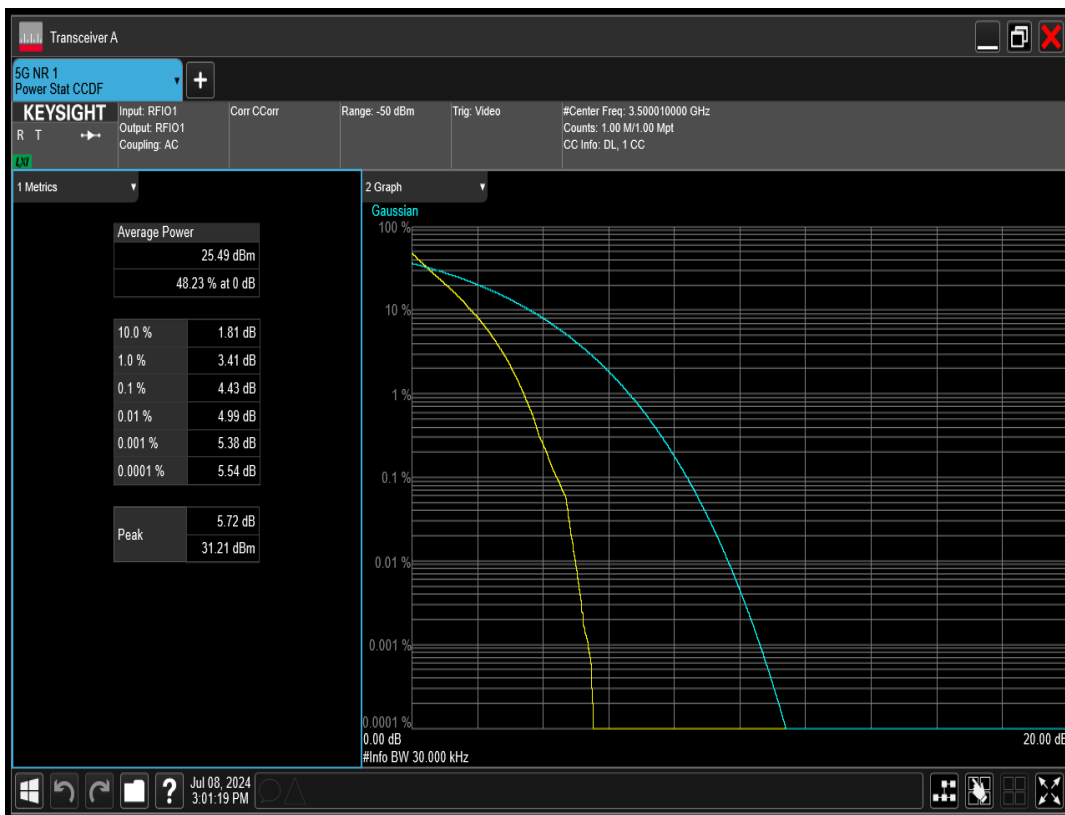 Transceiver A
5G NR 1
Power Stat CCDF
+
KEYSIGHT
R T
LXI
Input: RFIO1
Output: RFIO1
Coupling: AC
Corr CCorr
Range: -50 dBm
Trig: Video
#Center Freq: 3.500010000 GHz
Counts: 1.00 M/1.00 Mpt
CC Info: DL, 1 CC
1 Metrics
Average Power
25.49 dBm
48.23 % at 0 dB
10.0 % 1.81 dB
1.0 % 3.41 dB
0.1 % 4.43 dB
0.01 % 4.99 dB
0.001 % 5.38 dB
0.0001 % 5.54 dB
Peak 5.72 dB
31.21 dBm
2 Graph
Gaussian
100 %
10 %
1 %
0.1 %
0.01 %
0.001 %
0.0001 %
0.00 dB 20.00 dB
#Info BW 30.000 kHz
?
Jul 08, 2024
3:01:19 PM